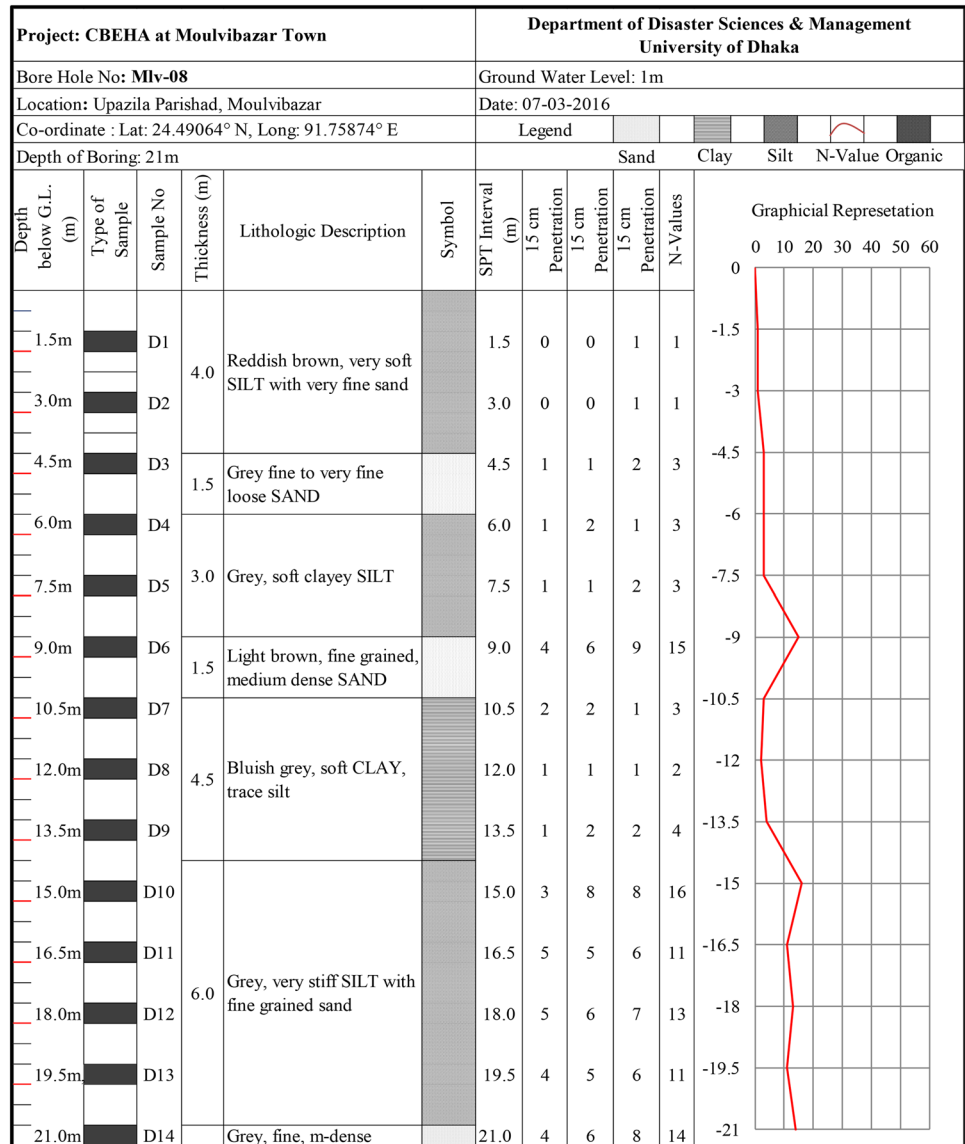 Project: CBEHA at Moulvibazar Town
Department of Disaster Sciences & Management
University of Dhaka
Bore Hole No: Mlv-08
Ground Water Level: 1m
Location: Upazila Parishad, Moulvibazar
Date: 07-03-2016
Co-ordinate : Lat: 24.49064° N, Long: 91.75874° E
Legend
Depth of Boring: 21m
Sand Clay Silt N-Value Organic
Depth below G.L. (m)
Type of Sample
Sample No
Thickness (m)
Lithologic Description
Symbol
SPT Interval (m)
15 cm Penetration
15 cm Penetration
15 cm Penetration
N-Values
Graphicial Represetation
0 10 20 30 40 50 60
0
-1.5
-3
-4.5
-6
-7.5
-9
-10.5
-12
-13.5
-15
-16.5
-18
-19.5
-21
1.5m D1 1.5 0 0 1 1
4.0
Reddish brown, very soft
SILT with very fine sand
3.0m D2 3.0 0 0 1 1
4.5m D3 4.5 1 1 2 3
1.5
Grey fine to very fine
loose SAND
6.0m D4 6.0 1 2 1 3
3.0 Grey, soft clayey SILT
7.5m D5 7.5 1 1 2 3
9.0m D6 9.0 4 6 9 15
1.5
Light brown, fine grained,
medium dense SAND
10.5m D7 10.5 2 2 1 3
12.0m D8 12.0 1 1 1 2
4.5
Bluish grey, soft CLAY,
trace silt
13.5m D9 13.5 1 2 2 4
15.0m D10 15.0 3 8 8 16
16.5m D11 16.5 5 5 6 11
6.0
Grey, very stiff SILT with
fine grained sand
18.0m D12 18.0 5 6 7 13
19.5m D13 19.5 4 5 6 11
21.0m D14 Grey, fine, m-dense 21.0 4 6 8 14